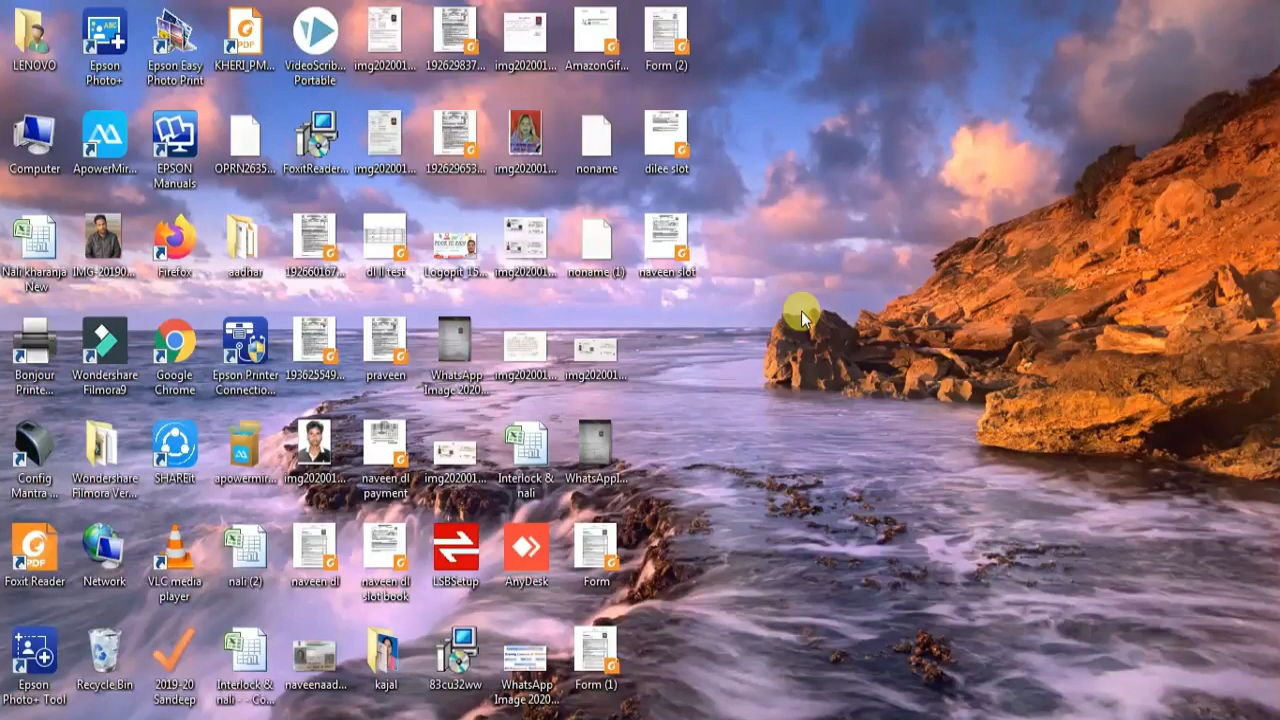 LENOVO
Epson
Photo+
Epson Easy
Photo Print
KHERI_PM...
VideoScrib...
Portable
img202001...
192629837...
img202001...
AmazonGif...
Form (2)
Computer
ApowerMir...
EPSON
Manuals
OPRN2635...
FoxitReader...
img202001...
192629653...
img202001...
noname
dilee slot
Nali kharanja
New
IMG-20190...
Firefox
aadhar
192660167...
dl ll test
Logopit_15...
img202001...
noname (1)
naveen slot
Bonjour
Printe...
Wondershare
Filmora9
Google
Chrome
Epson Printer
Connectio...
193625549...
praveen
WhatsApp
Image 2020...
img202001...
img202001...
Config
Mantra ...
Wondershare
Filmora Ver...
SHAREit
apowermir...
img202001...
naveen dl
payment
img202001...
Interlock &
nali
WhatsAppI...
Foxit Reader
Network
VLC media
player
nali (2)
naveen dl
naveen dl
slot book
LSBSetup
AnyDesk
Form
Epson
Photo+ Tool
Recycle Bin
2019-20
Sandeep
Interlock &
nali - - Co...
naveenaad...
kajal
83cu32ww
WhatsApp
Image 2020...
Form (1)